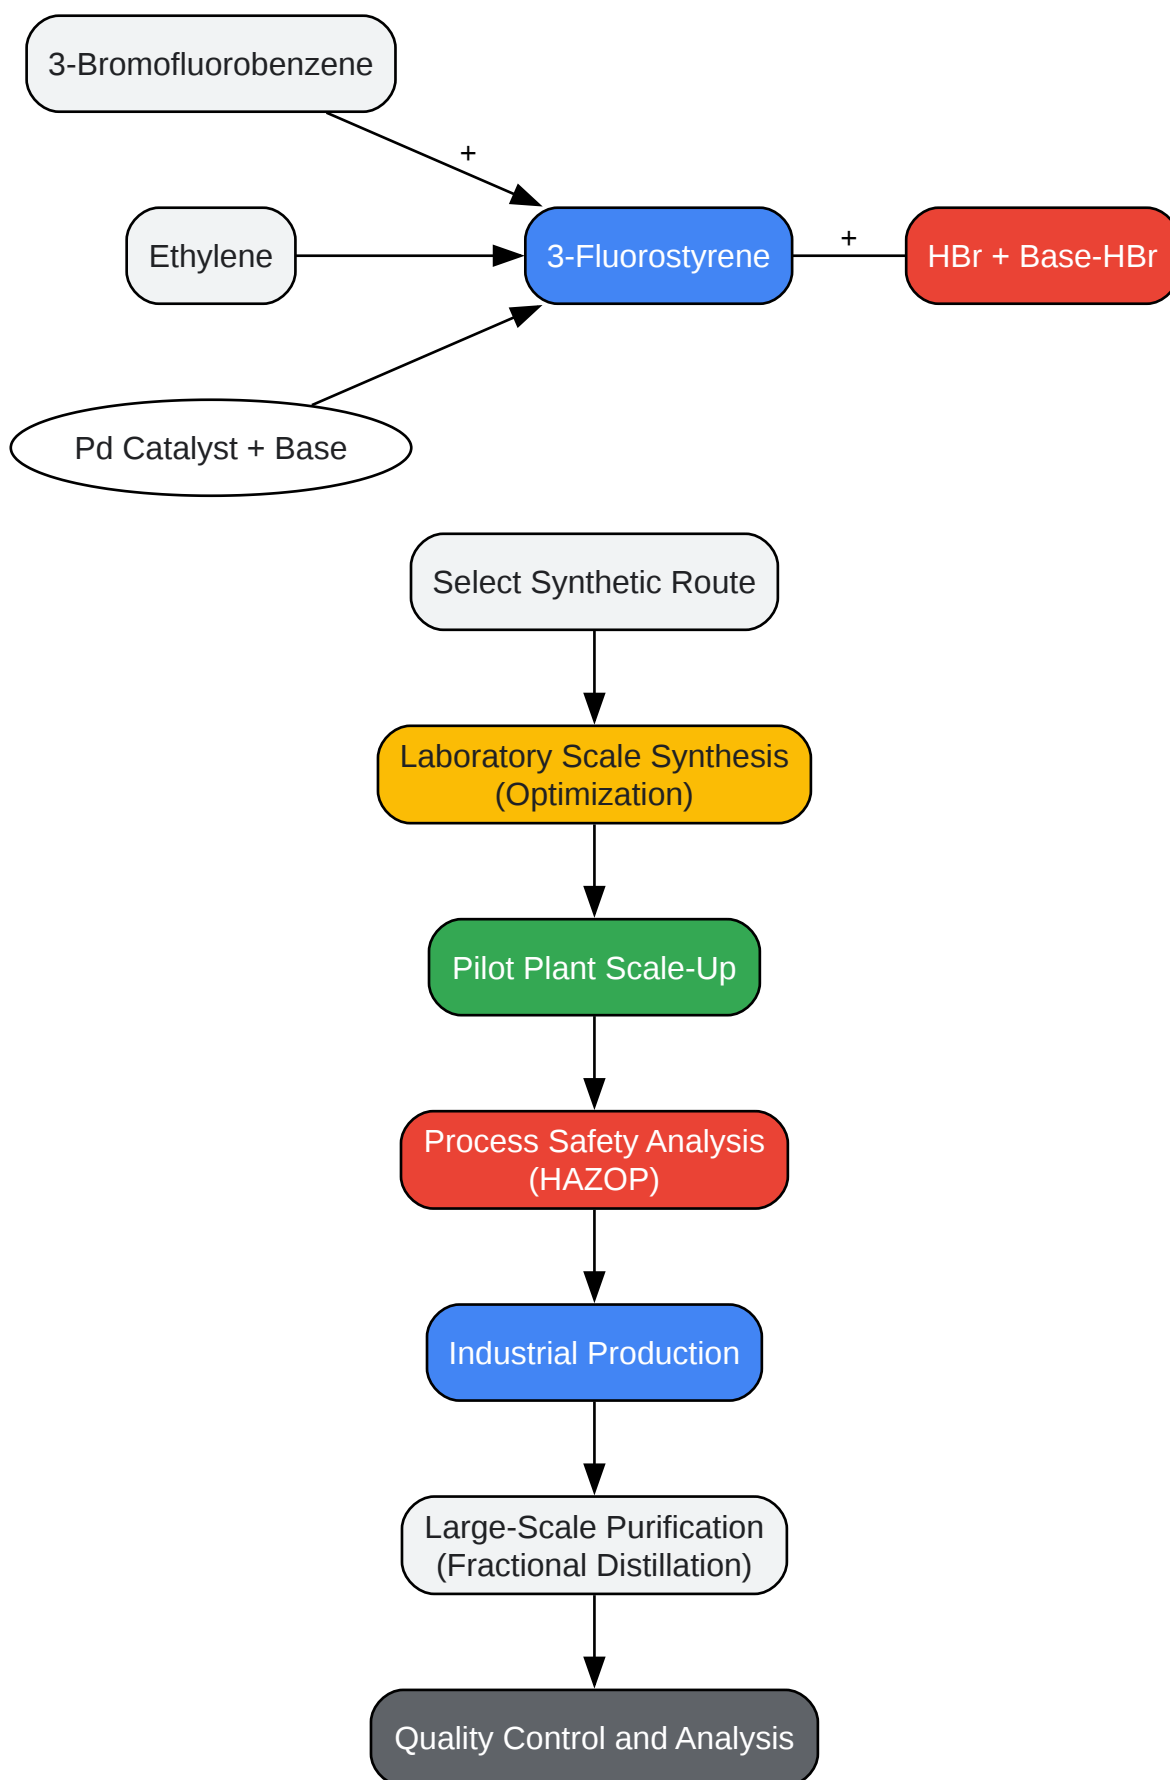 3-Bromofluorobenzene
+
Ethylene
3-Fluorostyrene
+
HBr + Base-HBr
Pd Catalyst + Base
Select Synthetic Route
Laboratory Scale Synthesis
(Optimization)
Pilot Plant Scale-Up
Process Safety Analysis
(HAZOP)
Industrial Production
Large-Scale Purification
(Fractional Distillation)
Quality Control and Analysis